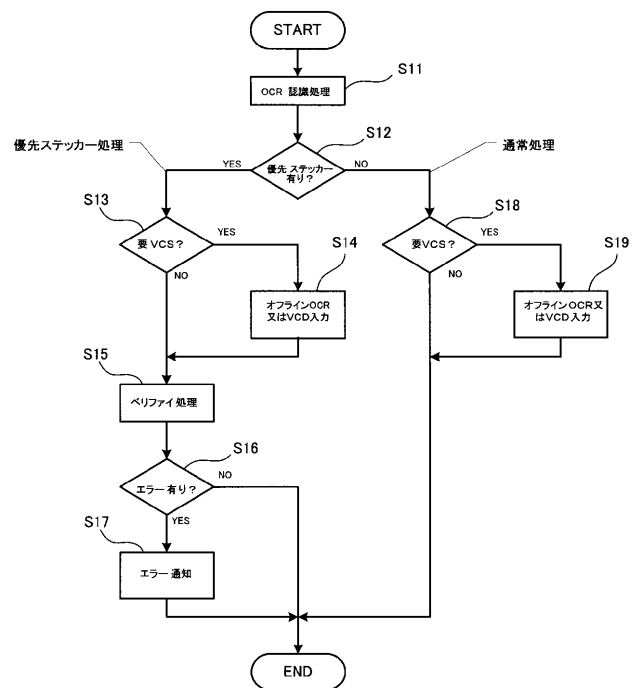 START
S11
OCR 認識処理
S12
優先ステッカー処理
YES
優先 ステッカー
有り？
NO
通常処理
S13
要 VCS？
YES
NO
S14
オフラインOCR
又はVCD入力
S18
要VCS？
YES
NO
S19
オフラインOCR又
はVCD入力
S15
ベリファイ 処理
S16
エラー 有り？
NO
YES
S17
エラー 通知
END